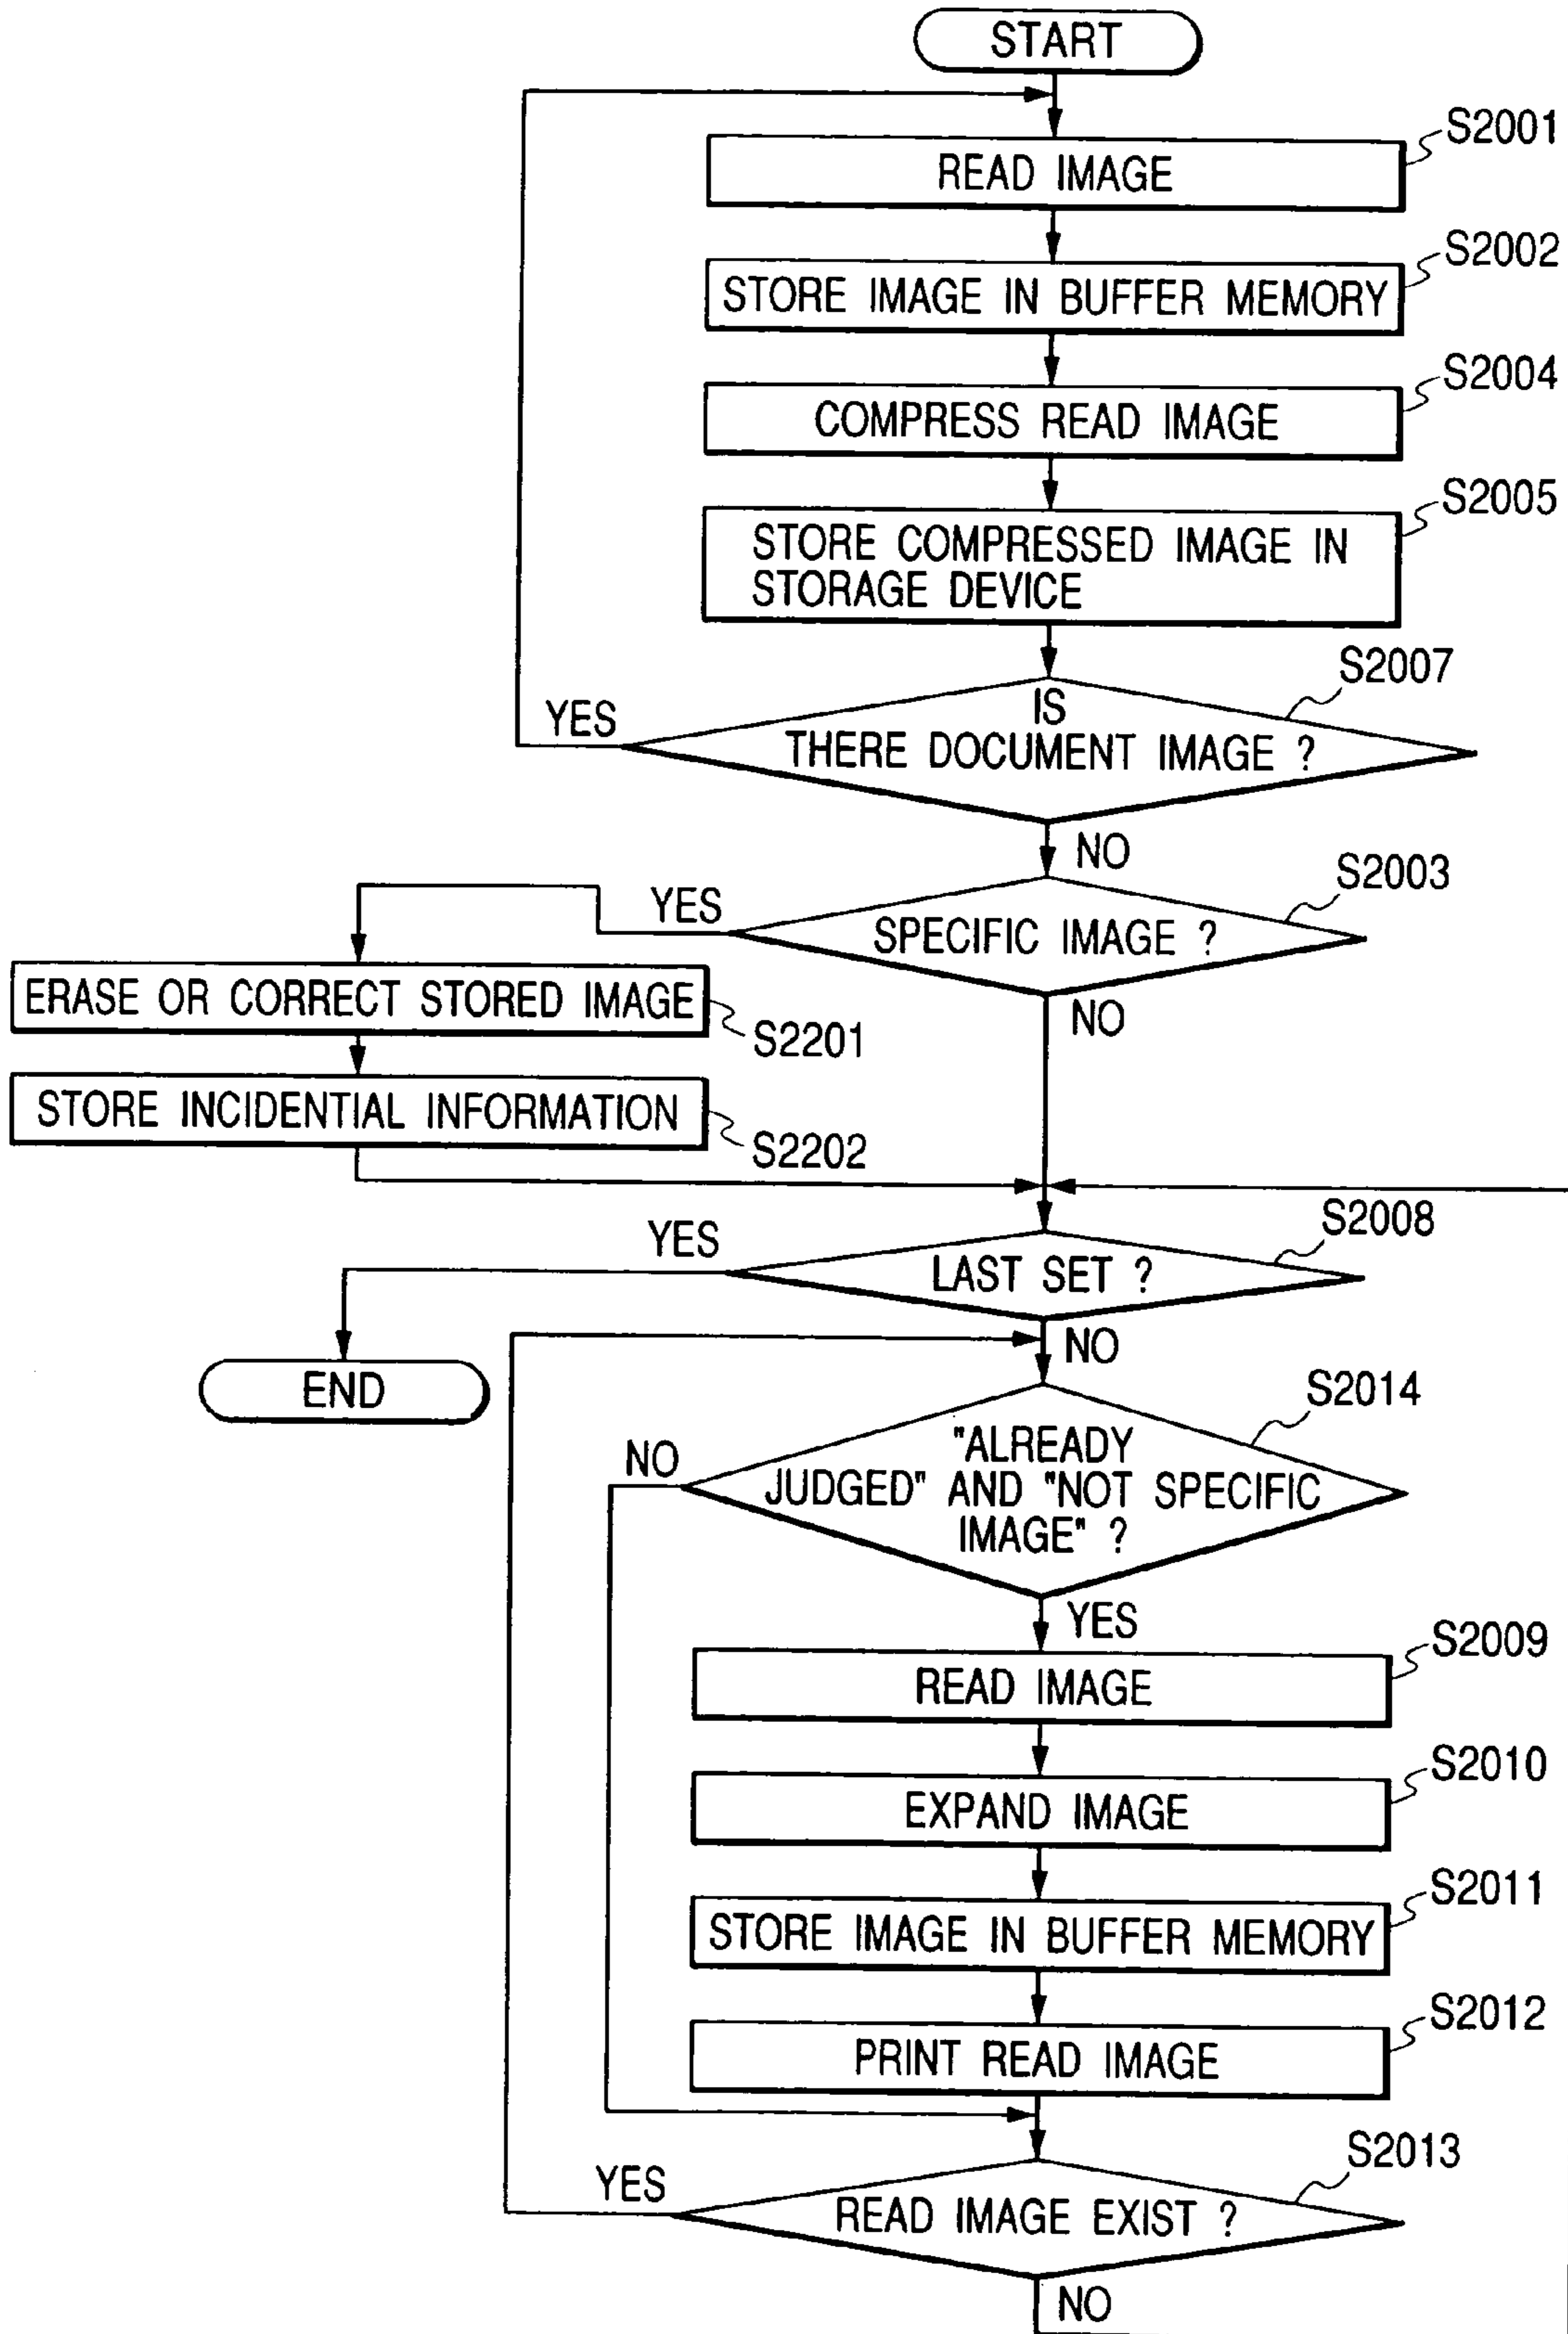 START
S2001
READ IMAGE
S2002
STORE IMAGE IN BUFFER MEMORY
S2004
COMPRESS READ IMAGE
S2005
STORE COMPRESSED IMAGE IN
STORAGE DEVICE
S2007
YES
IS
THERE DOCUMENT IMAGE ?
NO
S2003
YES
SPECIFIC IMAGE ?
NO
ERASE OR CORRECT STORED IMAGE
S2201
STORE INCIDENTIAL INFORMATION
S2202
S2008
YES
LAST SET ?
NO
END
S2014
NO
"ALREADY
JUDGED" AND "NOT SPECIFIC
IMAGE" ?
YES
S2009
READ IMAGE
S2010
EXPAND IMAGE
S2011
STORE IMAGE IN BUFFER MEMORY
S2012
PRINT READ IMAGE
S2013
YES
READ IMAGE EXIST ?
NO